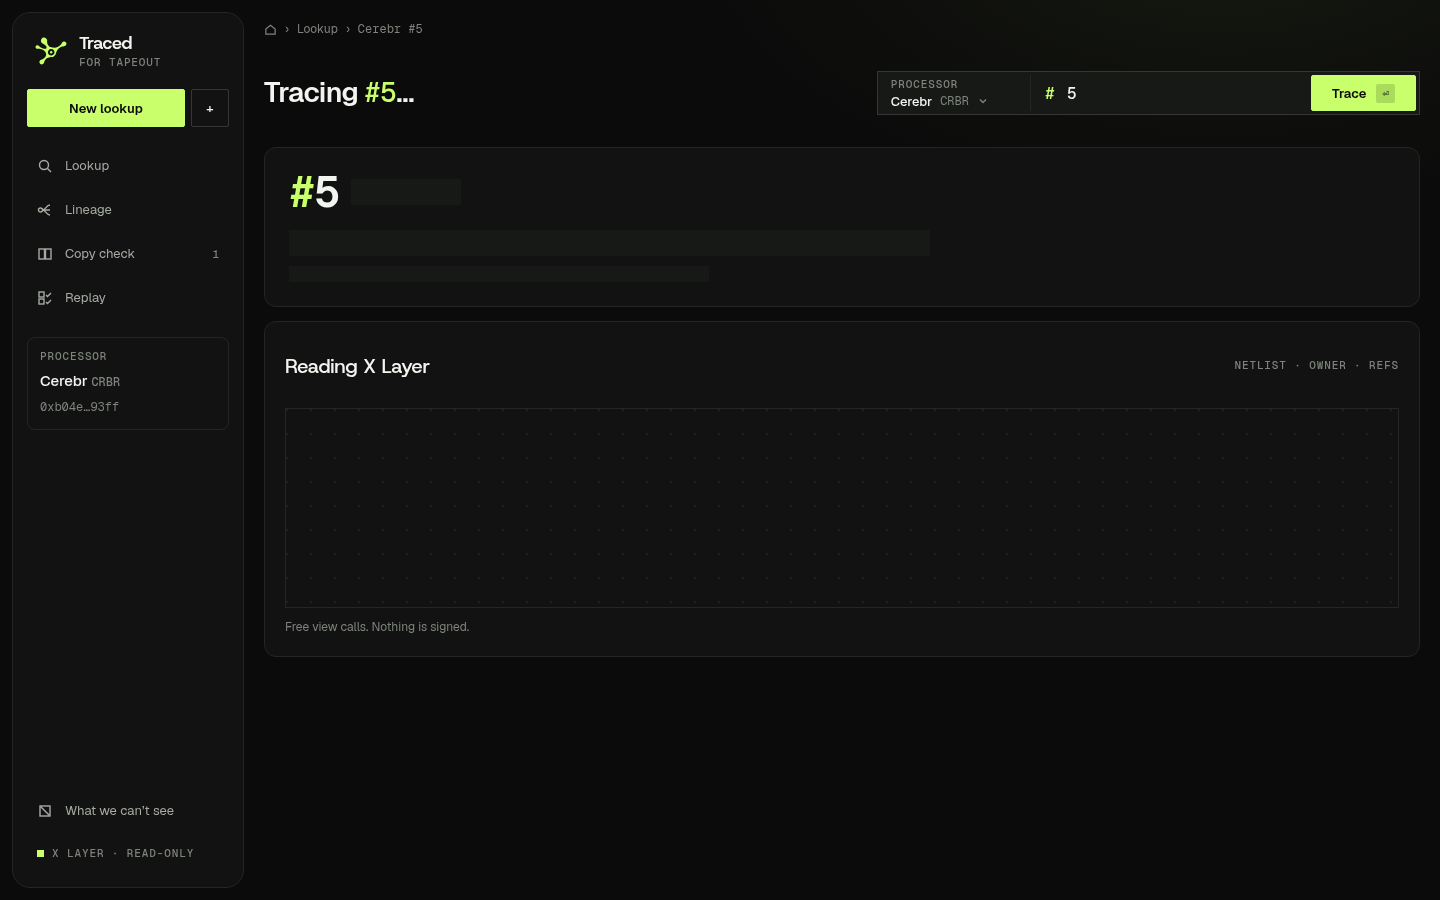 Traced
FOR TAPEOUT
New lookup
+
Lookup
Lineage
Copy check 1
Replay
PROCESSOR
Cerebr CRBR
0xb04e…93ff
What we can't see
X LAYER · READ-ONLY
› Lookup › Cerebr #5
Tracing #5...
PROCESSOR
Cerebr CRBR
# 5
Trace ⏎
#5
Reading X Layer
NETLIST · OWNER · REFS
Free view calls. Nothing is signed.